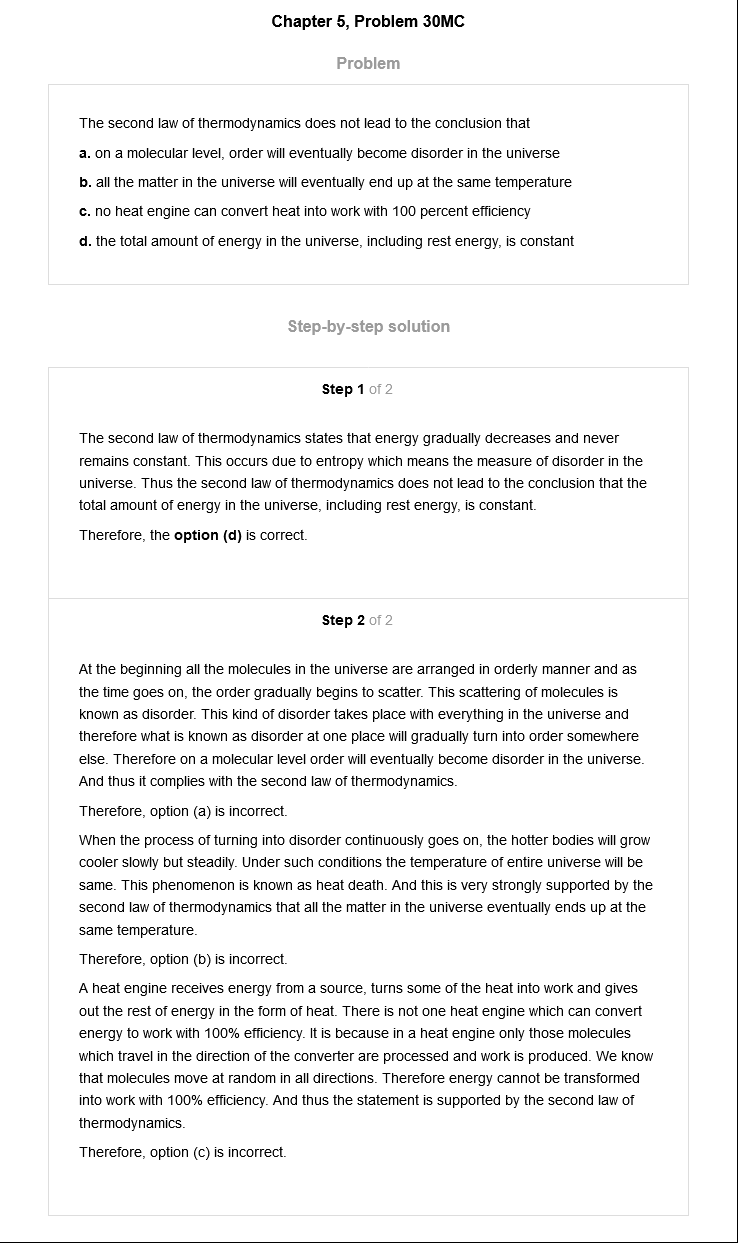 Chapter 5, Problem 30MC
Problem
The second law of thermodynamics does not lead to the conclusion that
a. on a molecular level, order will eventually become disorder in the universe
b. all the matter in the universe will eventually end up at the same temperature
c. no heat engine can convert heat into work with 100 percent efficiency
d. the total amount of energy in the universe, including rest energy, is constant
Step-by-step solution
Step 1 of 2
The second law of thermodynamics states that energy gradually decreases and never
remains constant. This occurs due to entropy which means the measure of disorder in the
universe. Thus the second law of thermodynamics does not lead to the conclusion that the
total amount of energy in the universe, including rest energy, is constant.
Therefore, the option (d) is correct.
Step 2 of 2
At the beginning all the molecules in the universe are arranged in orderly manner and as
the time goes on, the order gradually begins to scatter. This scattering of molecules is
known as disorder. This kind of disorder takes place with everything in the universe and
therefore what is known as disorder at one place will gradually turn into order somewhere
else. Therefore on a molecular level order will eventually become disorder in the universe.
And thus it complies with the second law of thermodynamics.
Therefore, option (a) is incorrect.
When the process of turning into disorder continuously goes on, the hotter bodies will grow
cooler slowly but steadily. Under such conditions the temperature of entire universe will be
same. This phenomenon is known as heat death. And this is very strongly supported by the
second law of thermodynamics that all the matter in the universe eventually ends up at the
same temperature.
Therefore, option (b) is incorrect.
A heat engine receives energy from a source, turns some of the heat into work and gives
out the rest of energy in the form of heat. There is not one heat engine which can convert
energy to work with 100% efficiency. It is because in a heat engine only those molecules
which travel in the direction of the converter are processed and work is produced. We know
that molecules move at random in all directions. Therefore energy cannot be transformed
into work with 100% efficiency. And thus the statement is supported by the second law of
thermodynamics.
Therefore, option (c) is incorrect.